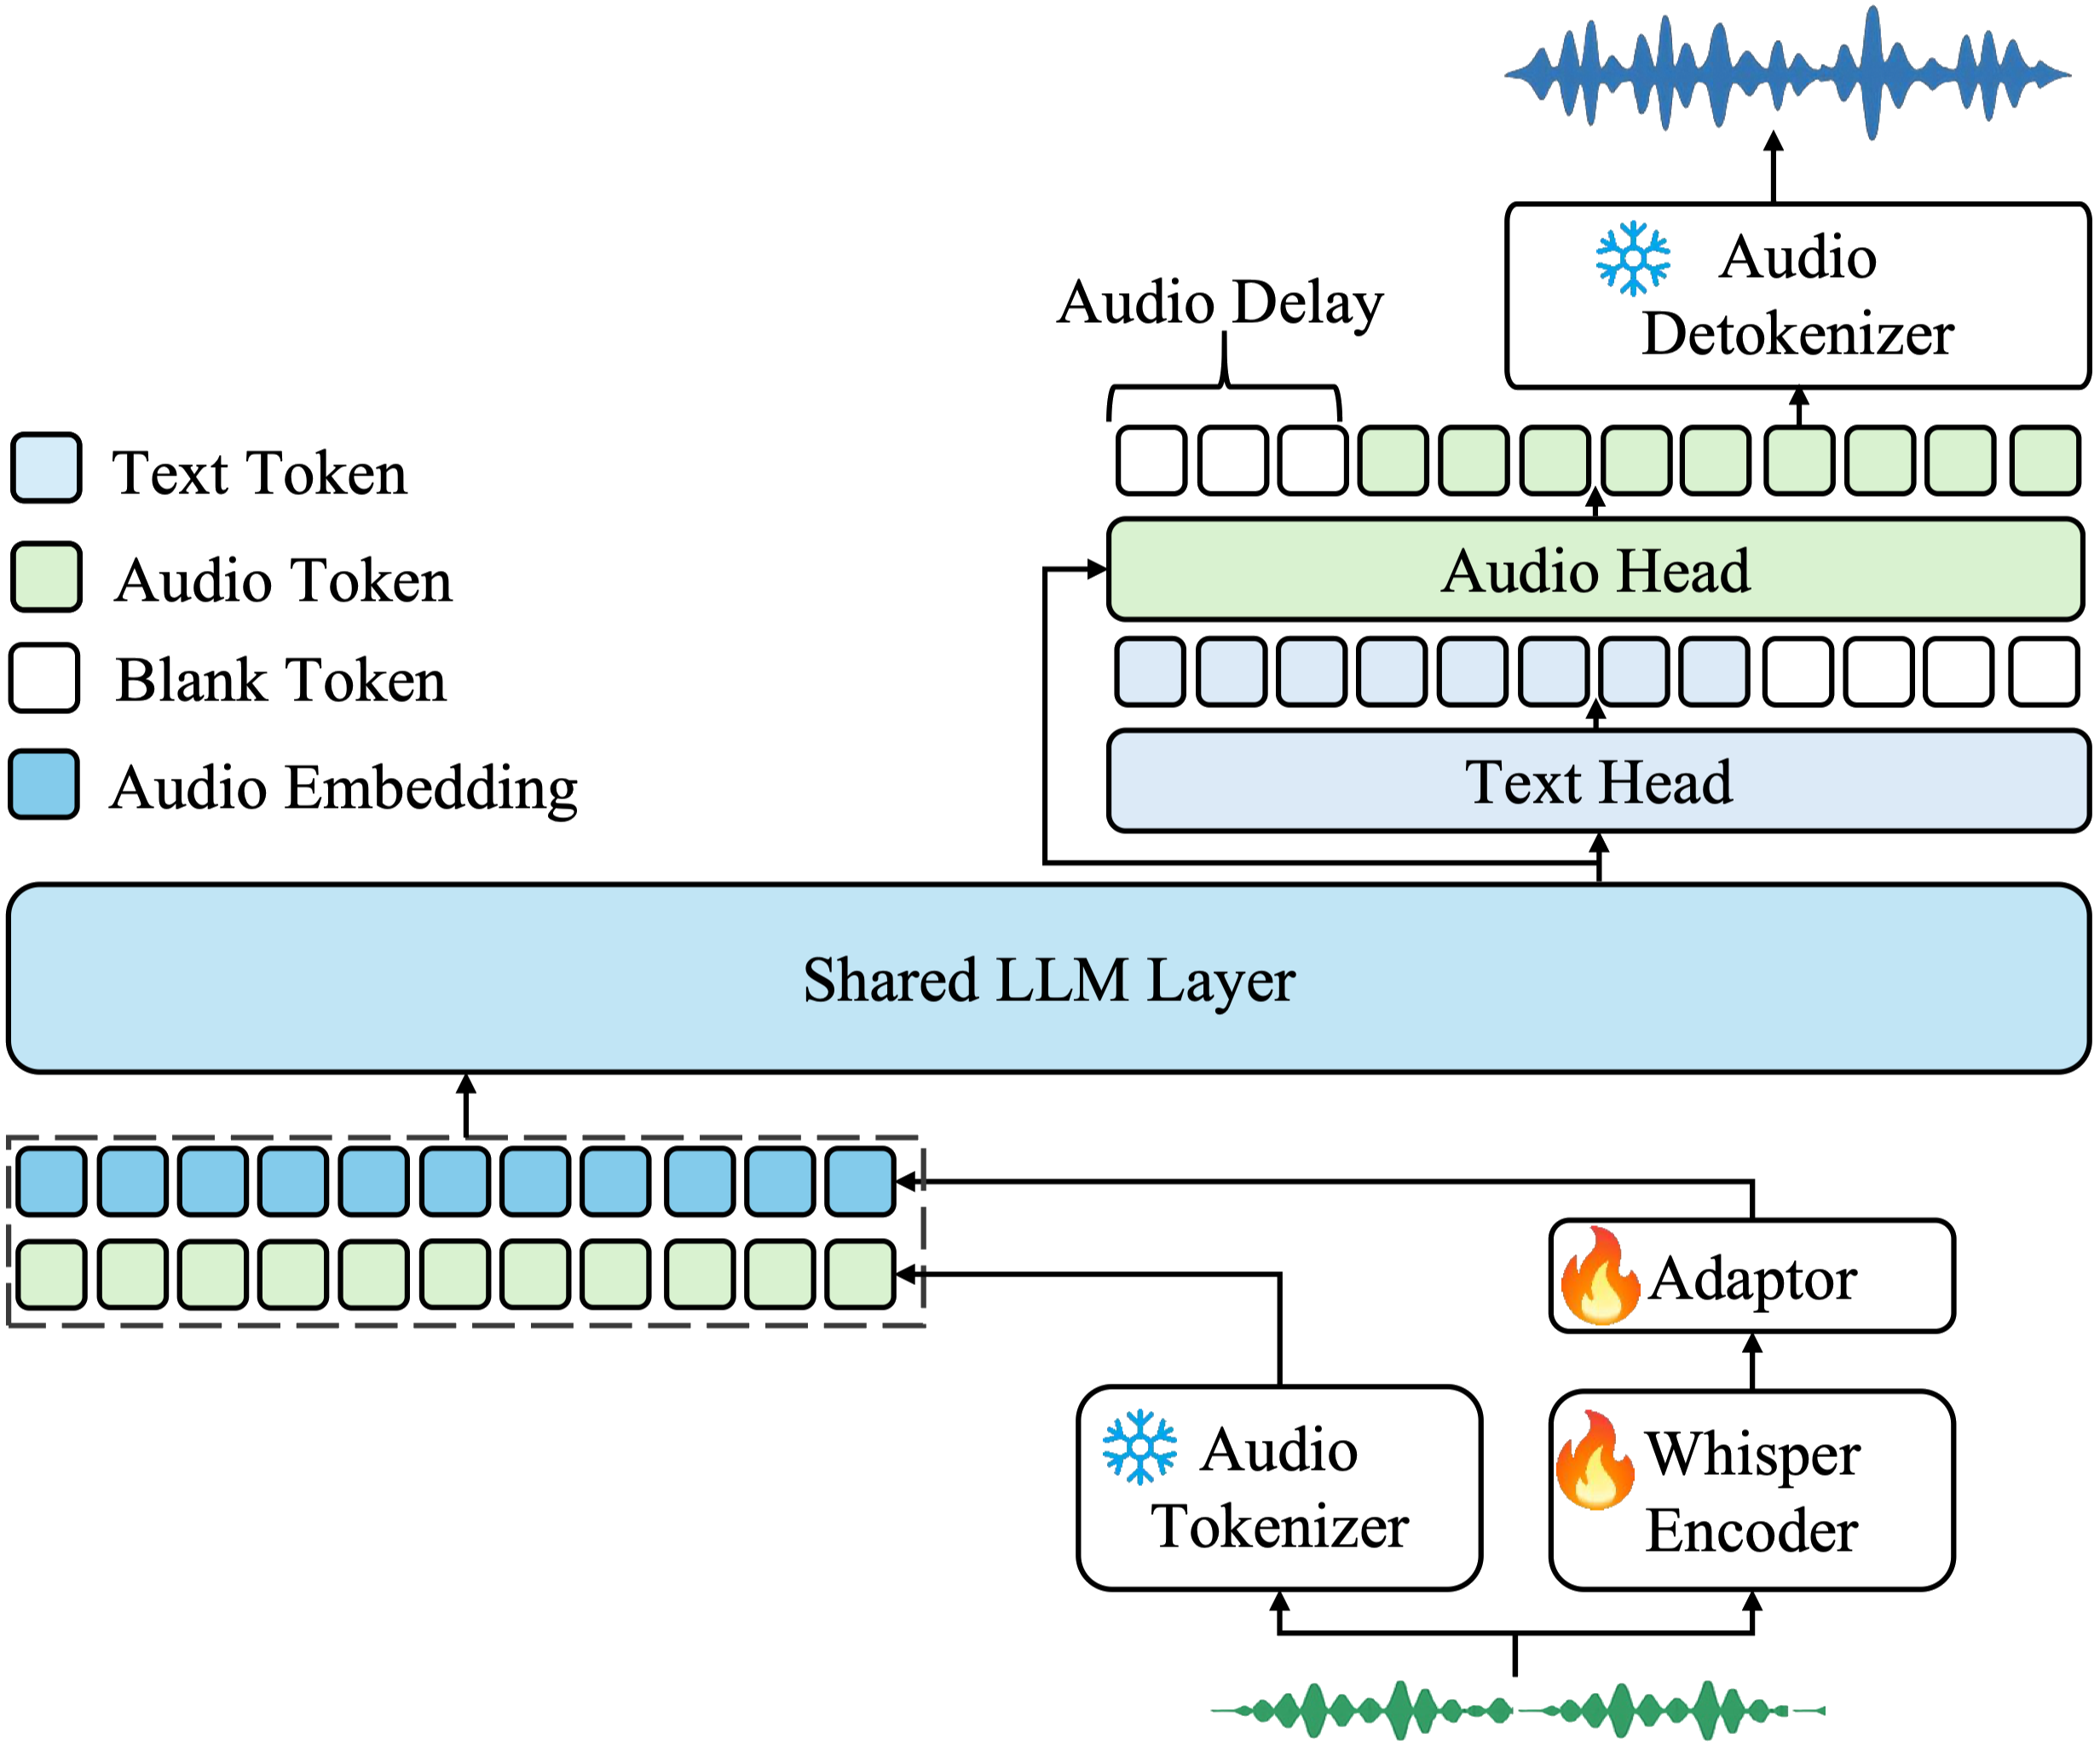 Audio
Detokenizer
Audio Delay
Text Token
Audio Token
Blank Token
Audio Embedding
Audio Head
Text Head
Shared LLM Layer
Adaptor
Audio
Tokenizer
Whisper
Encoder